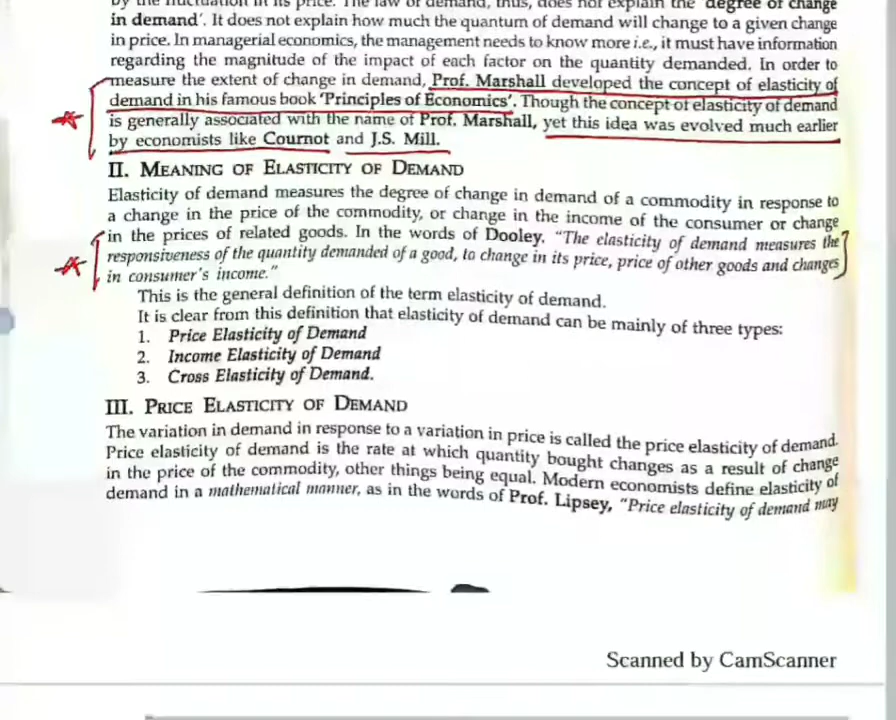 by the fluctuation in its price. The law of demand, thus, does not explain the 'degree of change
in demand'. It does not explain how much the quantum of demand will change to a given change
in price. In managerial economics, the management needs to know more i.e., it must have information
regarding the magnitude of the impact of each factor on the quantity demanded. In order to
measure the extent of change in demand, Prof. Marshall developed the concept of elasticity of
demand in his famous book 'Principles of Economics'. Though the concept of elasticity of demand
is generally associated with the name of Prof. Marshall, yet this idea was evolved much earlier
by economists like Cournot and J.S. Mill.
II. MEANING OF ELASTICITY OF DEMAND
Elasticity of demand measures the degree of change in demand of a commodity in response to
a change in the price of the commodity, or change in the income of the consumer or change
in the prices of related goods. In the words of Dooley, "The elasticity of demand measures the
responsiveness of the quantity demanded of a good, to change in its price, price of other goods and changes
in consumer's income."
This is the general definition of the term elasticity of demand.
It is clear from this definition that elasticity of demand can be mainly of three types:
1. Price Elasticity of Demand
2. Income Elasticity of Demand
3. Cross Elasticity of Demand.
III. PRICE ELASTICITY OF DEMAND
The variation in demand in response to a variation in price is called the price elasticity of demand.
Price elasticity of demand is the rate at which quantity bought changes as a result of change
in the price of the commodity, other things being equal. Modern economists define elasticity of
demand in a mathematical manner, as in the words of Prof. Lipsey, "Price elasticity of demand may
Scanned by CamScanner